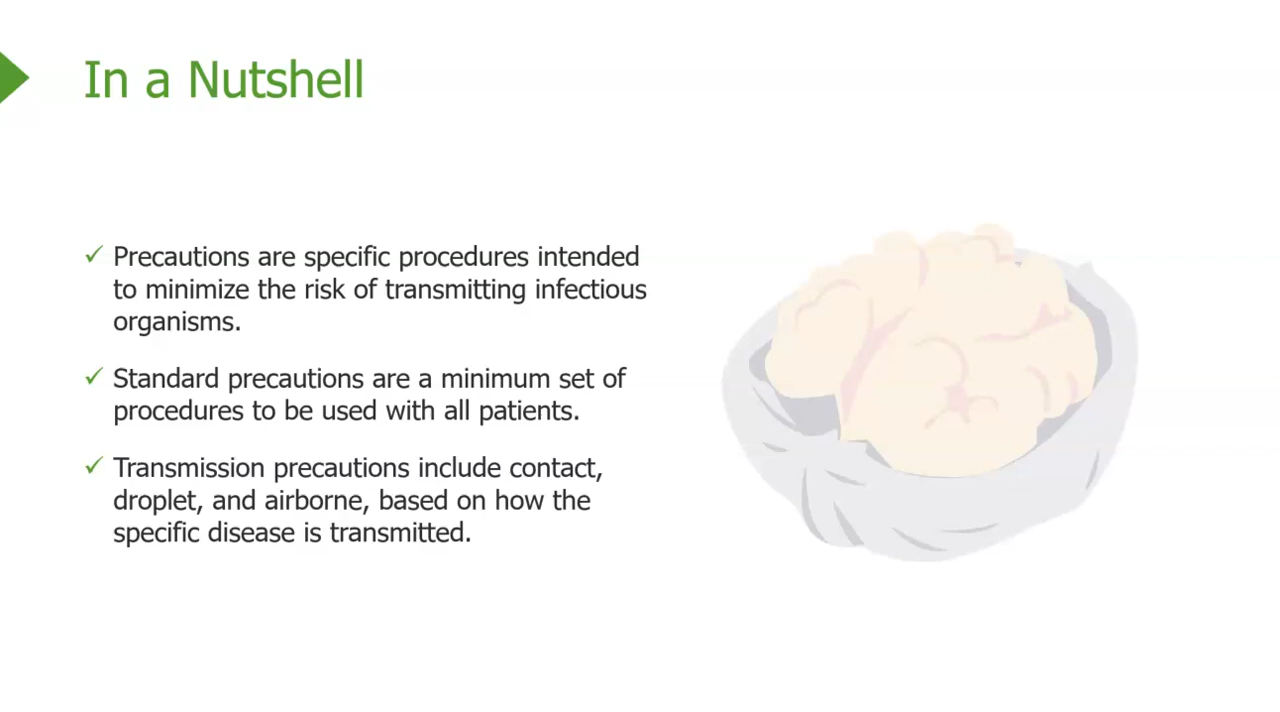 In a Nutshell
✓ Precautions are specific procedures intended
to minimize the risk of transmitting infectious
organisms.
✓ Standard precautions are a minimum set of
procedures to be used with all patients.
✓ Transmission precautions include contact,
droplet, and airborne, based on how the
specific disease is transmitted.